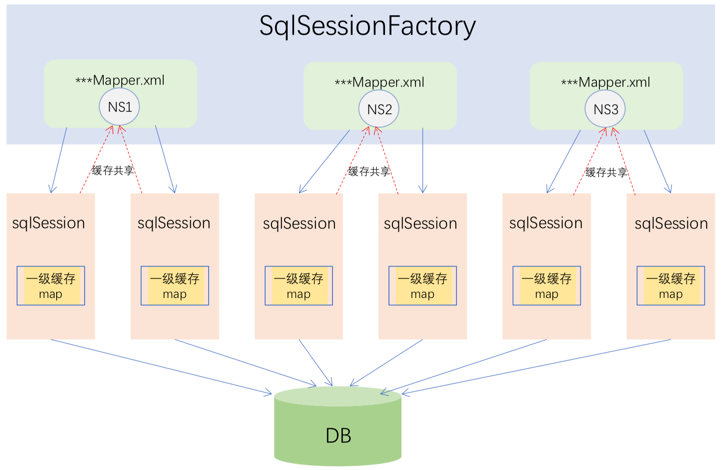 SqlSessionFactory
***Mapper.xml
NS1
***Mapper.xml
NS2
***Mapper.xml
NS3
缓存共享
缓存共享
缓存共享
sqlSession
sqlSession
sqlSession
sqlSession
sqlSession
sqlSession
一级缓存
map
一级缓存
map
一级缓存
map
一级缓存
map
一级缓存
map
一级缓存
map
DB